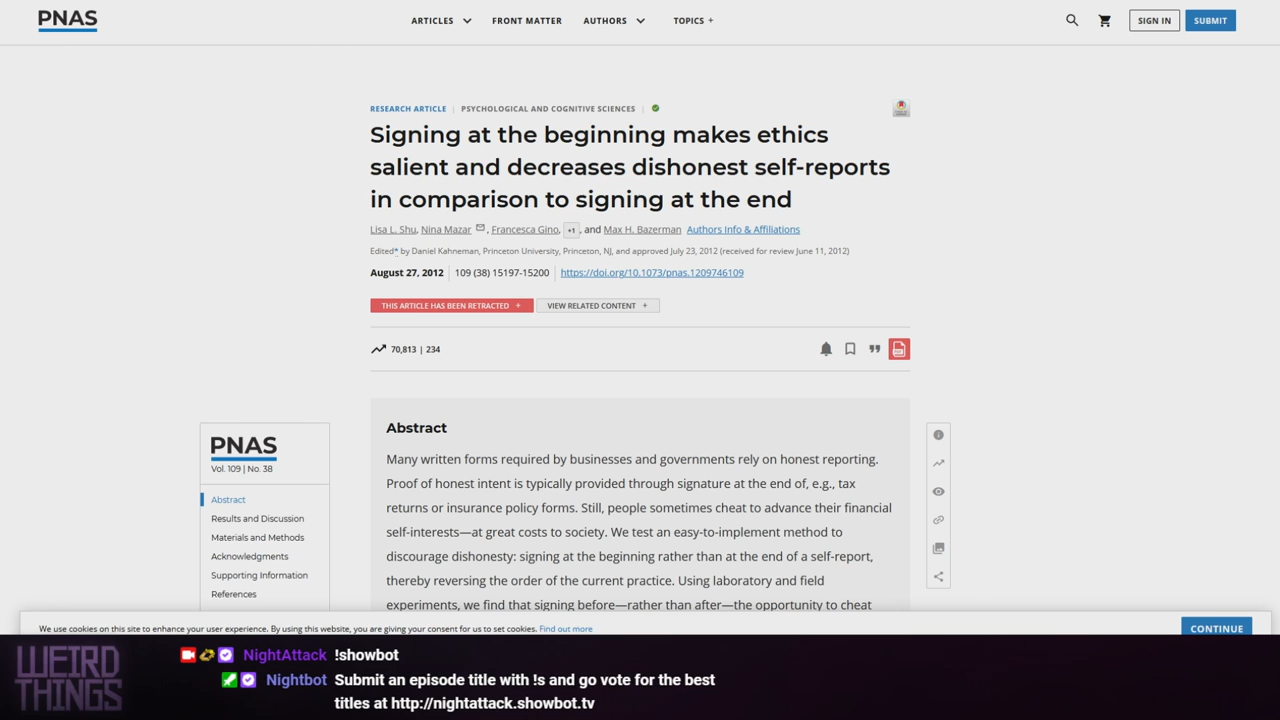 PNAS
ARTICLES FRONT MATTER AUTHORS TOPICS +
SIGN IN SUBMIT
RESEARCH ARTICLE | PSYCHOLOGICAL AND COGNITIVE SCIENCES |
Signing at the beginning makes ethics
salient and decreases dishonest self-reports
in comparison to signing at the end
Lisa L. Shu, Nina Mazar, Francesca Gino, +1, and Max H. Bazerman Authors Info & Affiliations
Edited* by Daniel Kahneman, Princeton University, Princeton, NJ, and approved July 23, 2012 (received for review June 11, 2012)
August 27, 2012 | 109 (38) 15197-15200 | https://doi.org/10.1073/pnas.1209746109
THIS ARTICLE HAS BEEN RETRACTED + VIEW RELATED CONTENT +
70,813 | 234
PNAS
Vol. 109 | No. 38
Abstract
Results and Discussion
Materials and Methods
Acknowledgments
Supporting Information
References
Abstract
Many written forms required by businesses and governments rely on honest reporting.
Proof of honest intent is typically provided through signature at the end of, e.g., tax
returns or insurance policy forms. Still, people sometimes cheat to advance their financial
self-interests—at great costs to society. We test an easy-to-implement method to
discourage dishonesty: signing at the beginning rather than at the end of a self-report,
thereby reversing the order of the current practice. Using laboratory and field
experiments, we find that signing before—rather than after—the opportunity to cheat
We use cookies on this site to enhance your user experience. By using this website, you are giving your consent for us to set cookies. Find out more
CONTINUE
WEIRD
THINGS
NightAttack !showbot
Nightbot Submit an episode title with !s and go vote for the best
titles at http://nightattack.showbot.tv